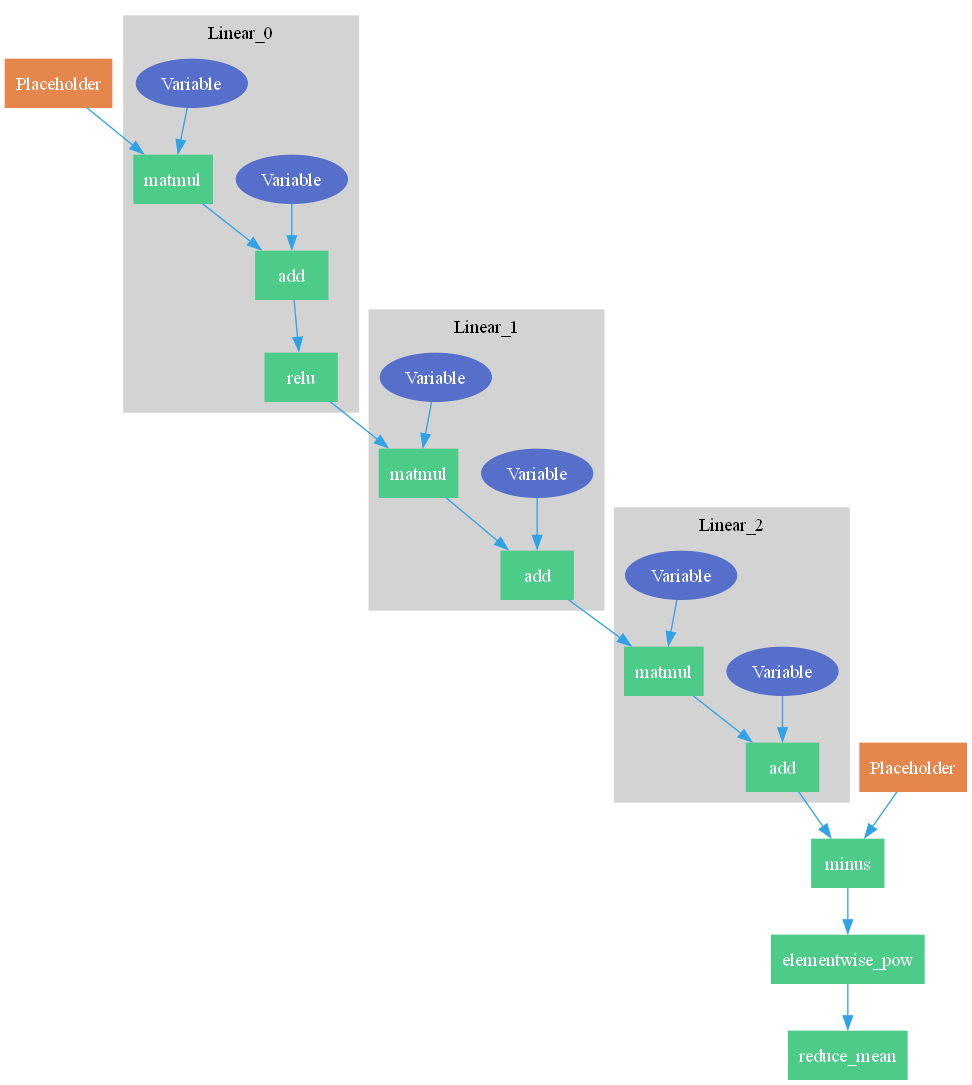 Linear_0
Placeholder
Variable
matmul
Variable
add
Linear_1
relu
Variable
matmul
Variable
Linear_2
add
Variable
matmul
Variable
add
Placeholder
minus
elementwise_pow
reduce_mean